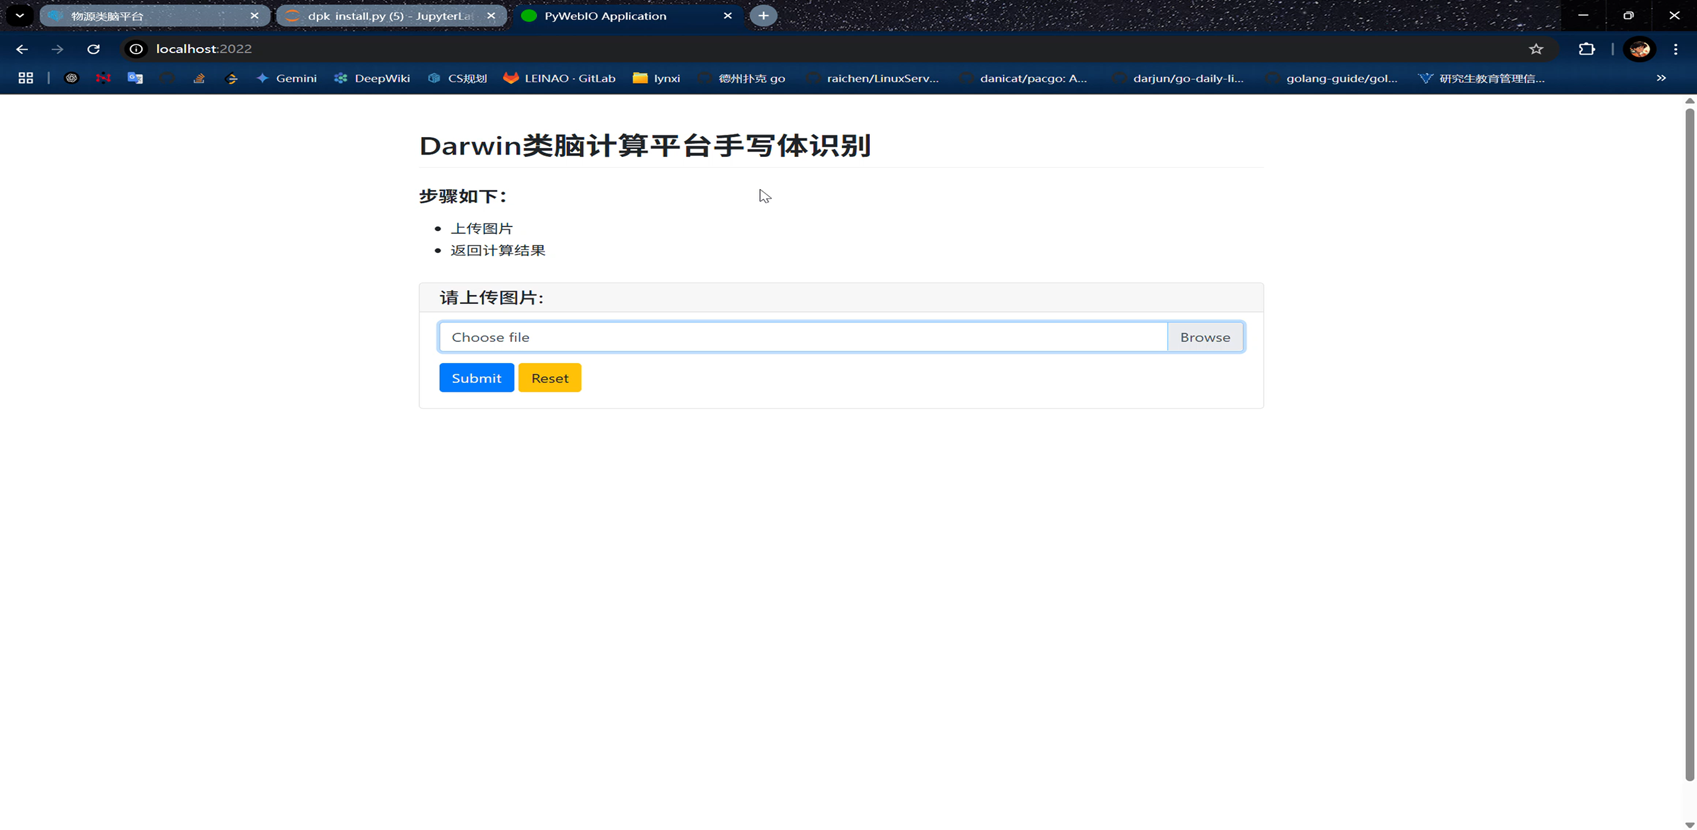 物源类脑平台
dpk_install.py (5) - JupyterLa
PyWebIO Application
localhost:2022
Gemini
DeepWiki
CS规划
LEINAO · GitLab
lynxi
德州扑克 go
raichen/LinuxServ...
danicat/pacgo: A...
darjun/go-daily-li...
golang-guide/gol...
研究生教育管理信...
Darwin类脑计算平台手写体识别
步骤如下：
上传图片
返回计算结果
请上传图片:
Choose file
Browse
Submit
Reset